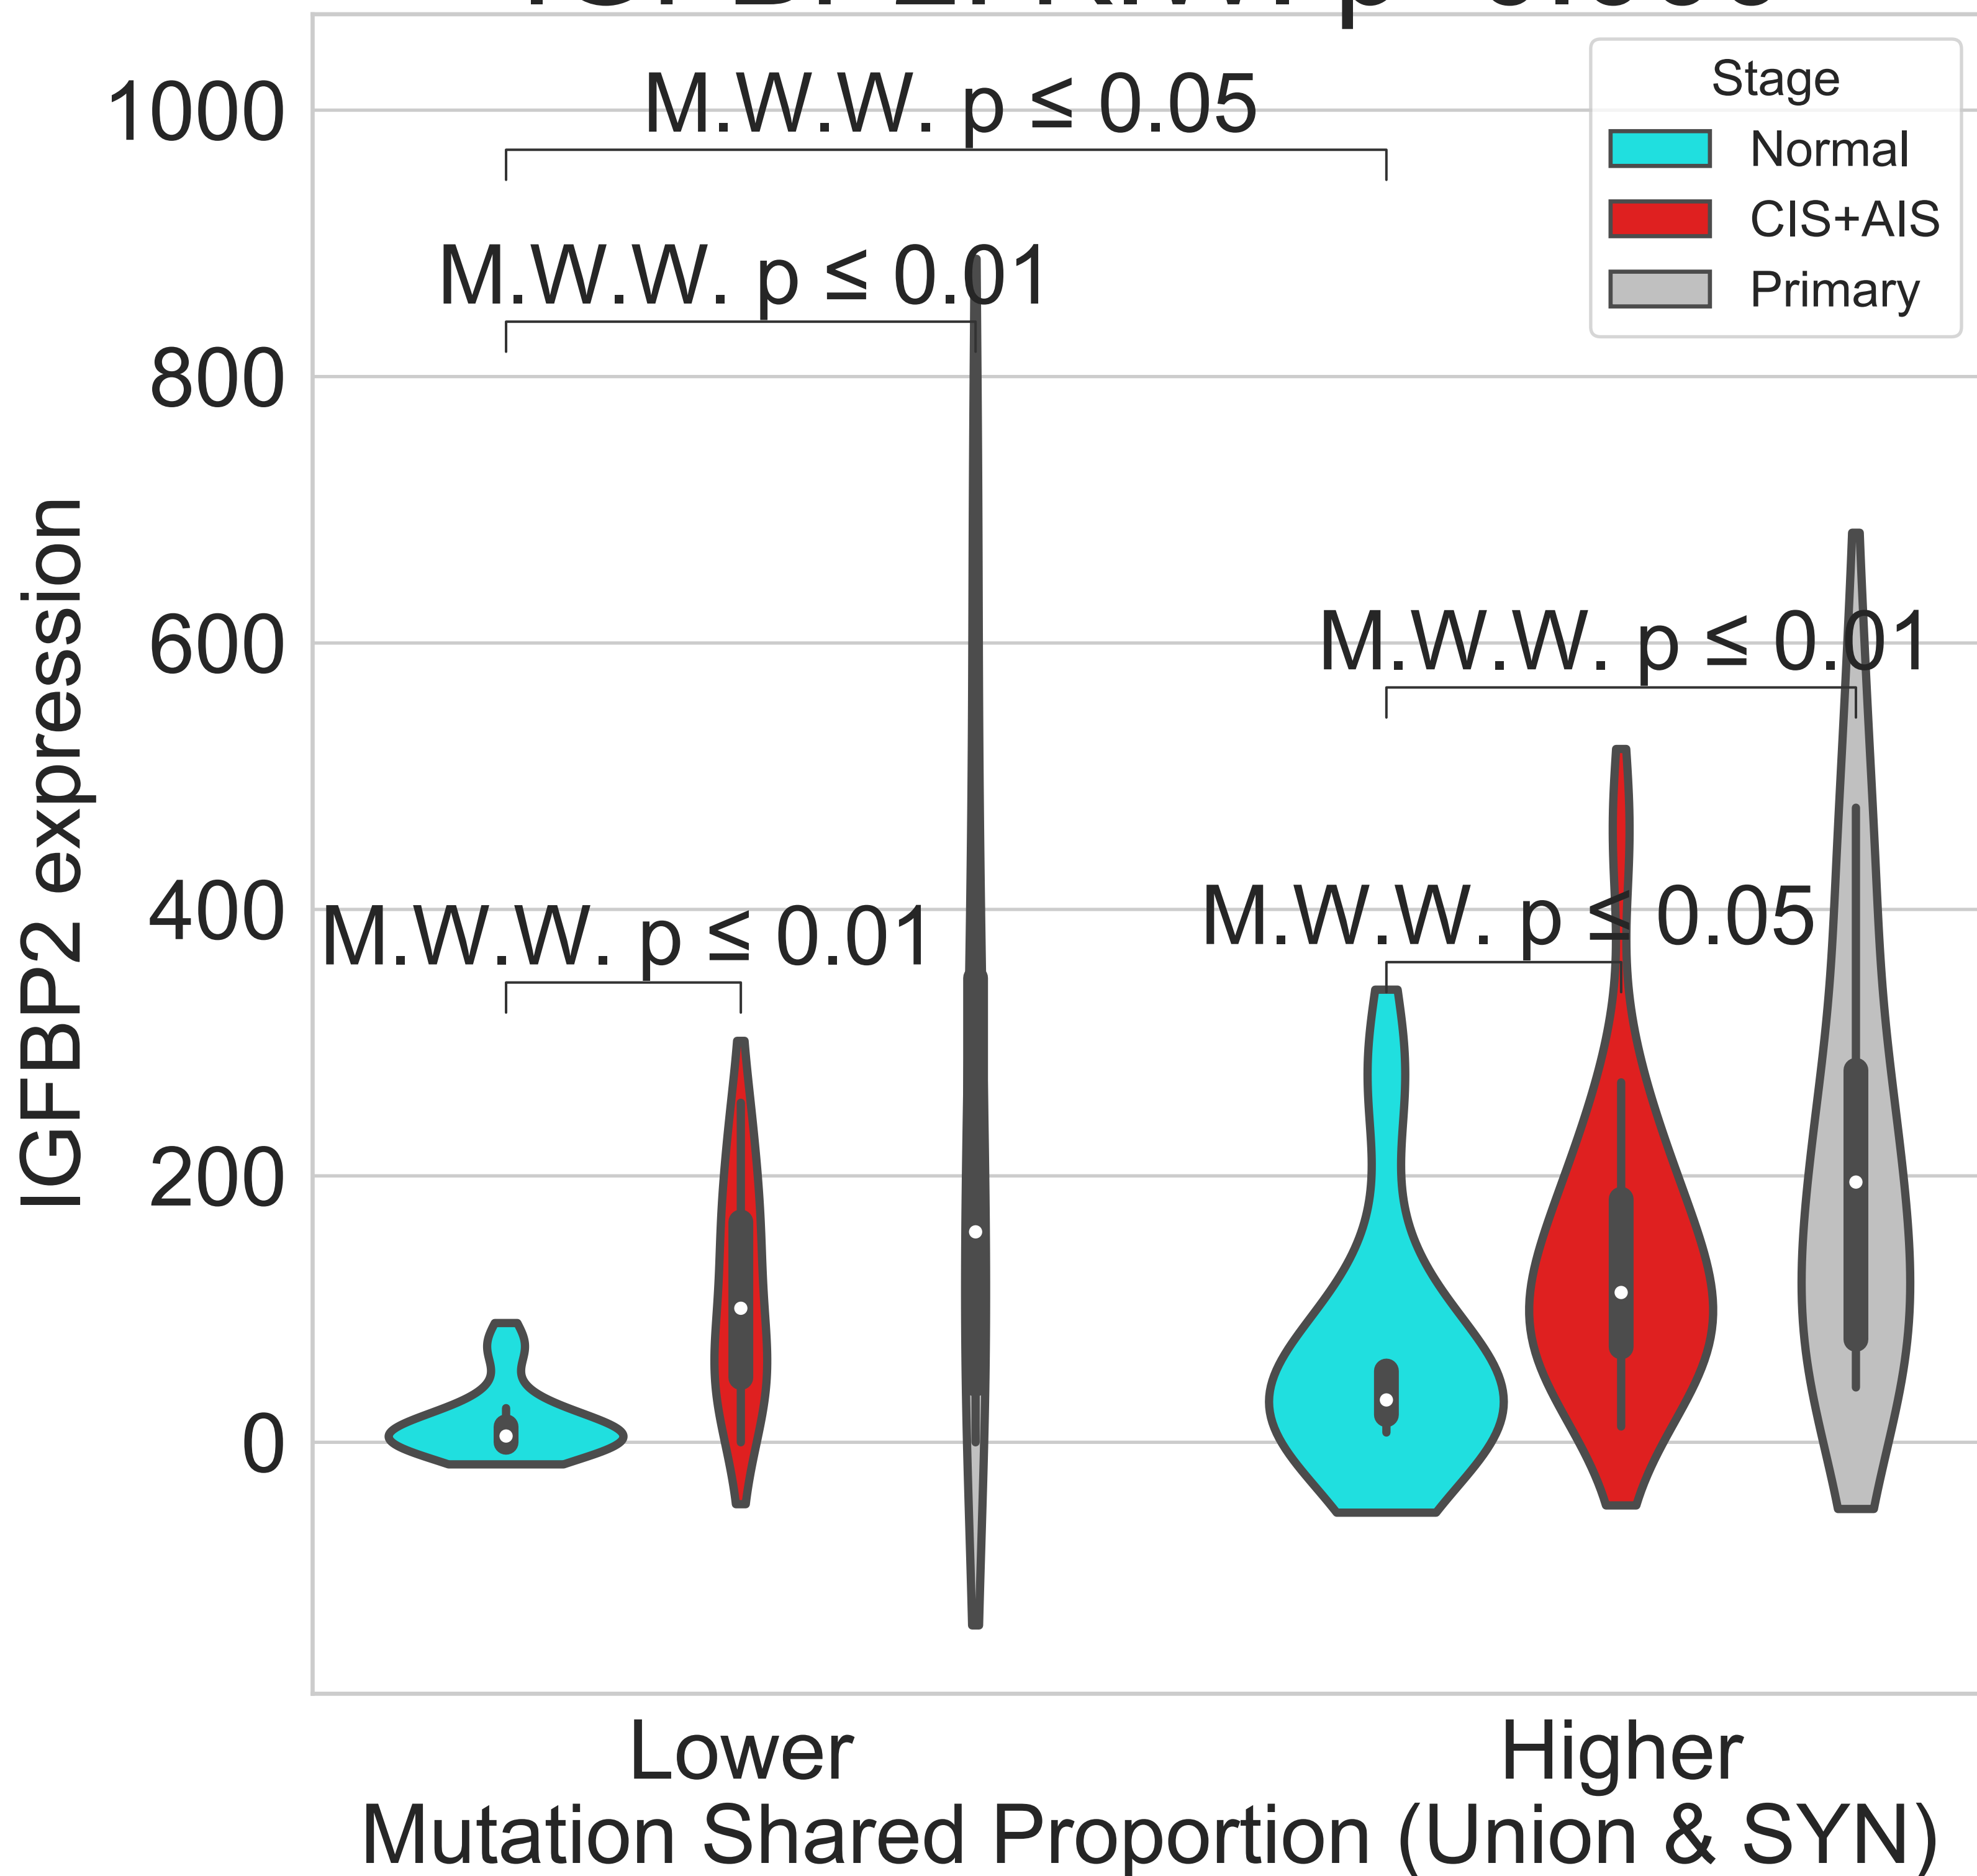 Stage
Normal
CIS+AIS
Primary
M.W.W. p ≤ 0.05
M.W.W. p ≤ 0.01
M.W.W. p ≤ 0.01
M.W.W. p ≤ 0.05
M.W.W. p ≤ 0.01
1000
800
600
400
200
0
IGFBP2 expression
Lower
Higher
Mutation Shared Proportion (Union & SYN)